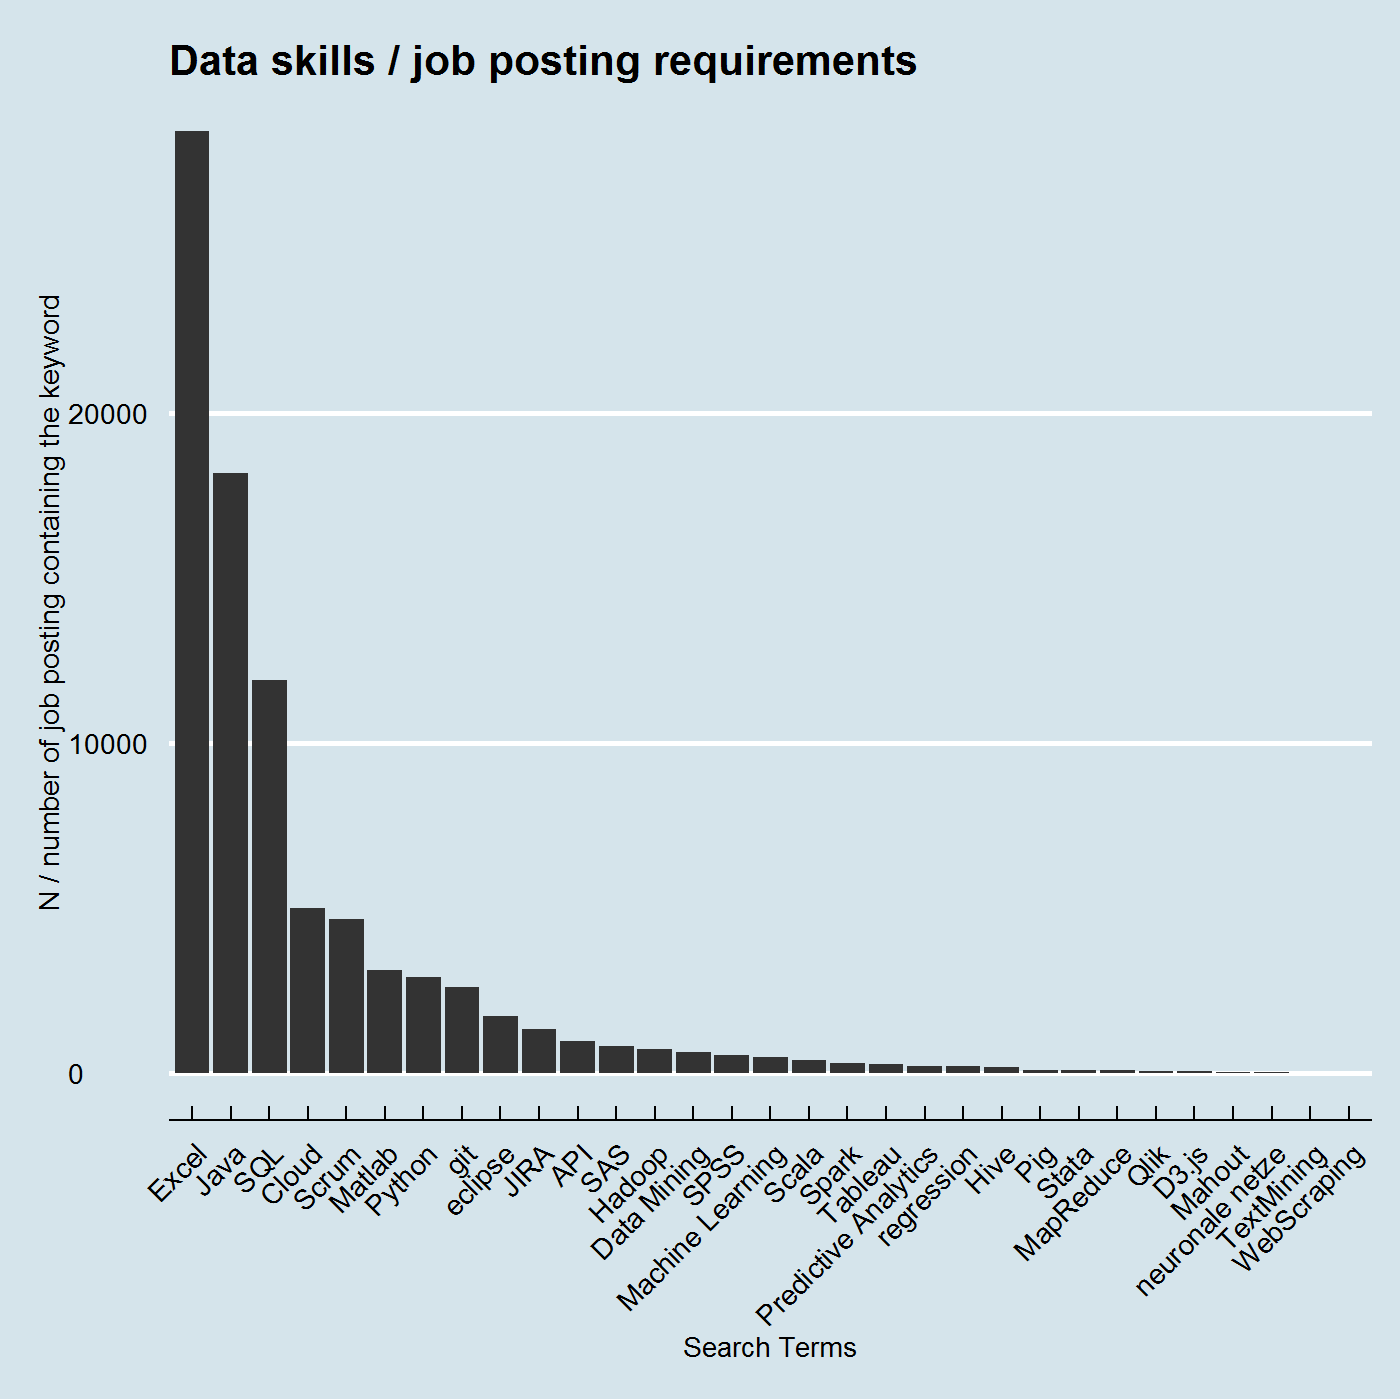 Data skills / job posting requirements
N / number of job posting containing the keyword
20000
10000
0
Excel
Java
SQL
Cloud
Scrum
Matlab
Python
git
eclipse
JIRA
API
SAS
Hadoop
Data Mining
SPSS
Machine Learning
Scala
Spark
Tableau
Predictive Analytics
regression
Hive
Pig
Stata
MapReduce
Qlik
D3.js
Mahout
neuronale netze
TextMining
WebScraping
Search Terms